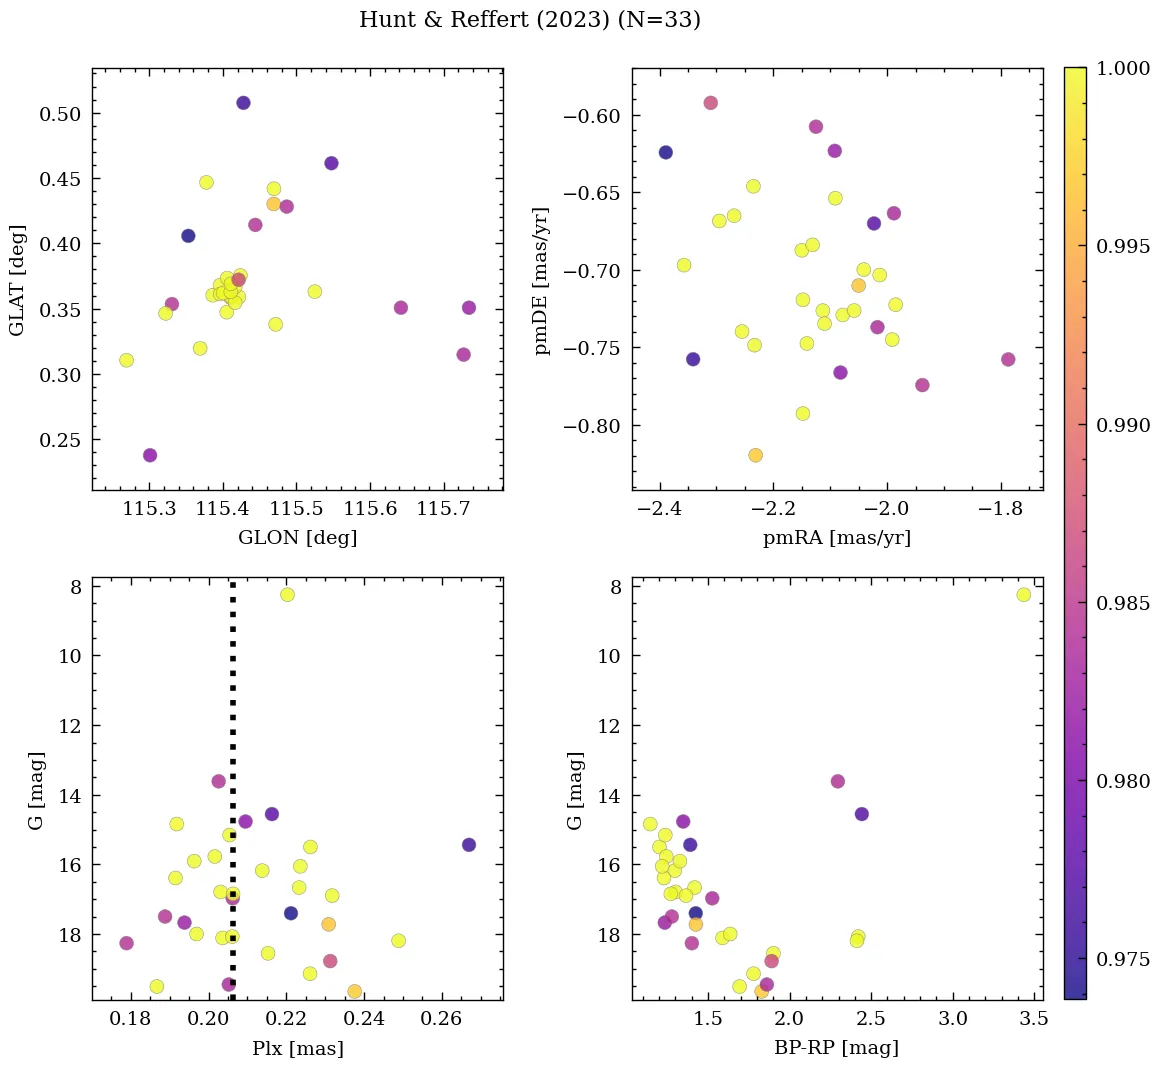 Hunt & Reffert (2023) (N=33)
0.50
0.45
0.40
0.35
0.30
0.25
GLAT [deg]
115.3 115.4 115.5 115.6 115.7
GLON [deg]
−0.60
−0.65
−0.70
−0.75
−0.80
pmDE [mas/yr]
−2.4 −2.2 −2.0 −1.8
pmRA [mas/yr]
1.000
0.995
0.990
0.985
0.980
0.975
8
10
12
14
16
18
G [mag]
0.18 0.20 0.22 0.24 0.26
Plx [mas]
8
10
12
14
16
18
G [mag]
1.5 2.0 2.5 3.0 3.5
BP-RP [mag]